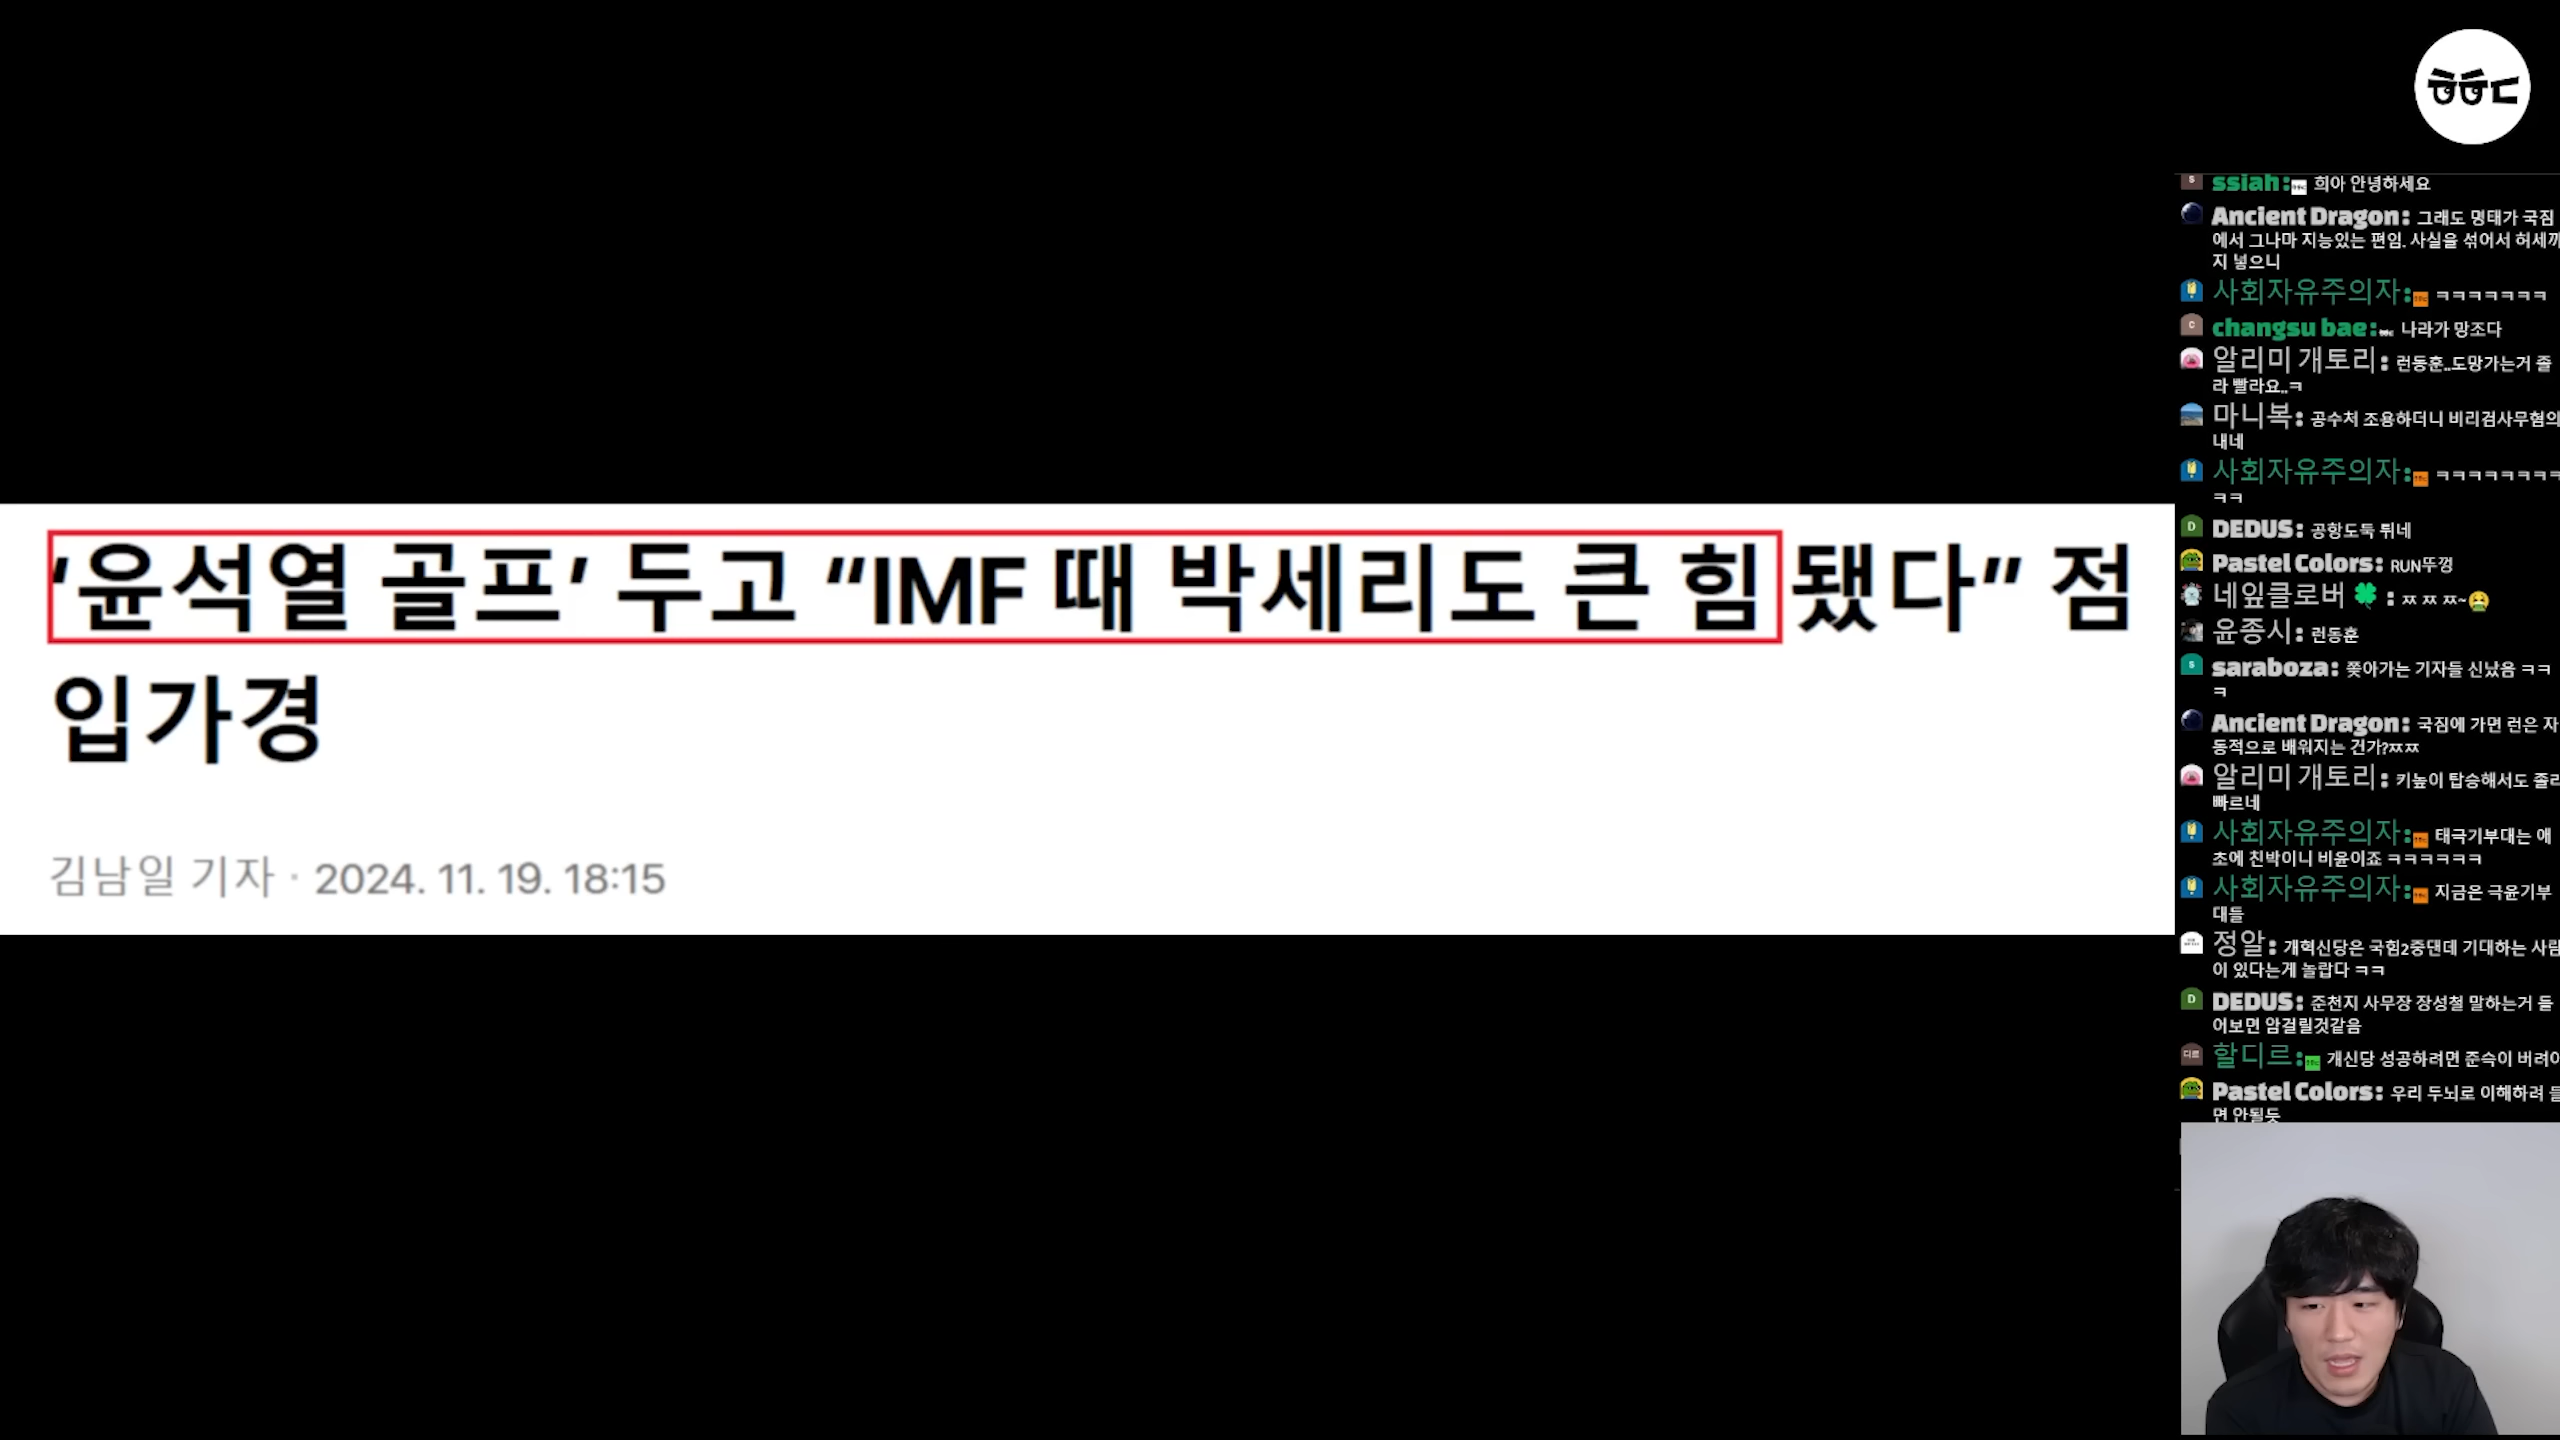 ㅎㅎㄷ
ssiah: 희아 안녕하세요
Ancient Dragon: 그래도 명태가 국짐
에서 그나마 지능있는 편임. 사실을 섞어서 허세까
지 넣으니
사회자유주의자: ㅋㅋㅋㅋㅋㅋㅋ
changsu bae: 나라가 망조다
알리미 개토리: 런동훈..도망가는거 졸
라 빨라요..ㅋ
마니복: 공수처 조용하더니 비리검사무혐의
내네
사회자유주의자: ㅋㅋㅋㅋㅋㅋㅋㅋ
ㅋㅋ
DEDUS: 공항도둑 튀네
Pastel Colors: RUN뚜껑
네잎클로버 🍀 : ㅉ ㅉ ㅉ~🤮
윤종시: 런동훈
saraboza: 쫒아가는 기자들 신났음 ㅋㅋ
ㅋ
Ancient Dragon: 국짐에 가면 런은 자
동적으로 배워지는 건가?ㅉㅉ
알리미 개토리: 키높이 탑승해서도 졸라
빠르네
사회자유주의자: 태극기부대는 애
초에 친박이니 비윤이죠 ㅋㅋㅋㅋㅋㅋ
사회자유주의자: 지금은 극윤기부
대들
정알: 개혁신당은 국힘2중댄데 기대하는 사람
이 있다는게 놀랍다 ㅋㅋ
DEDUS: 준천지 사무장 장성철 말하는거 들
어보면 암걸릴것같음
할디르: 개신당 성공하려면 준슥이 버려야
Pastel Colors: 우리 두뇌로 이해하려 들
면 안될듯
‘윤석열 골프’ 두고 “IMF 때 박세리도 큰 힘 됐다” 점
입가경
김남일 기자 · 2024. 11. 19. 18:15